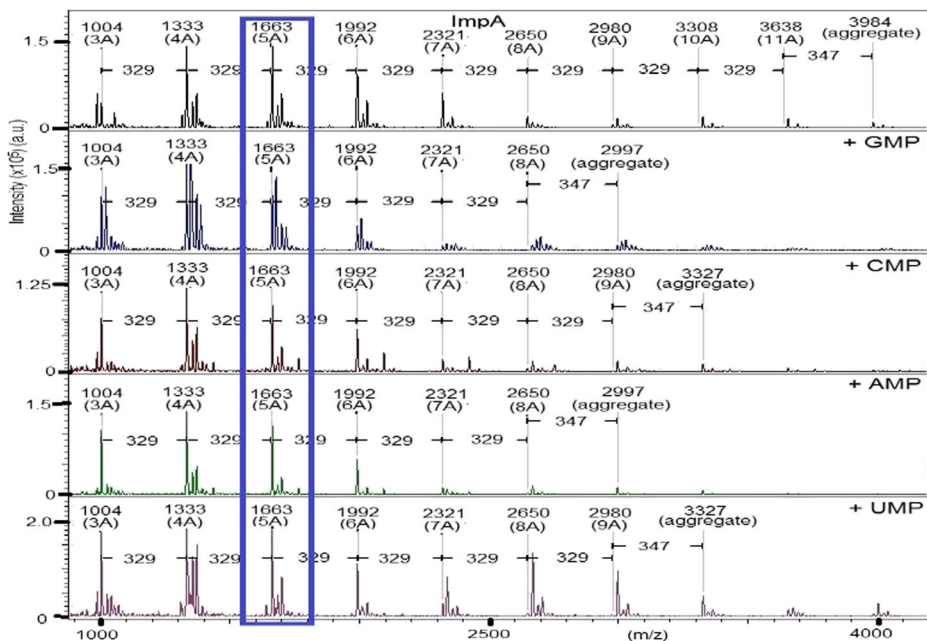 ImpA
1004 1333 1663 1992 2321 2650 2980 3308 3638 3984
(3A) (4A) (5A) (6A) (7A) (8A) (9A) (10A) (11A) (aggregate)
1.5
347
329 329 329 329 329 329 329 329
0
+ GMP
1004 1333 1663 1992 2321 2650 2997
(3A) (4A) (5A) (6A) (7A) (8A) (aggregate)
1.5
347
329 329 329 329 329
0
+ CMP
1004 1333 1663 1992 2321 2650 2980 3327
(3A) (4A) (5A) (6A) (7A) (8A) (9A) (aggregate)
1.25
347
329 329 329 329 329 329
0
+ AMP
1004 1333 1663 1992 2321 2650 2997
(3A) (4A) (5A) (6A) (7A) (8A) (aggregate)
1.5
347
329 329 329 329 329
0
+ UMP
1004 1333 1663 1992 2321 2650 2980 3327
(3A) (4A) (5A) (6A) (7A) (8A) (9A) (aggregate)
2.0
347
329 329 329 329 329 329
0
Intensity (x10⁵) (a.u.)
1000 2500 (m/z) 4000